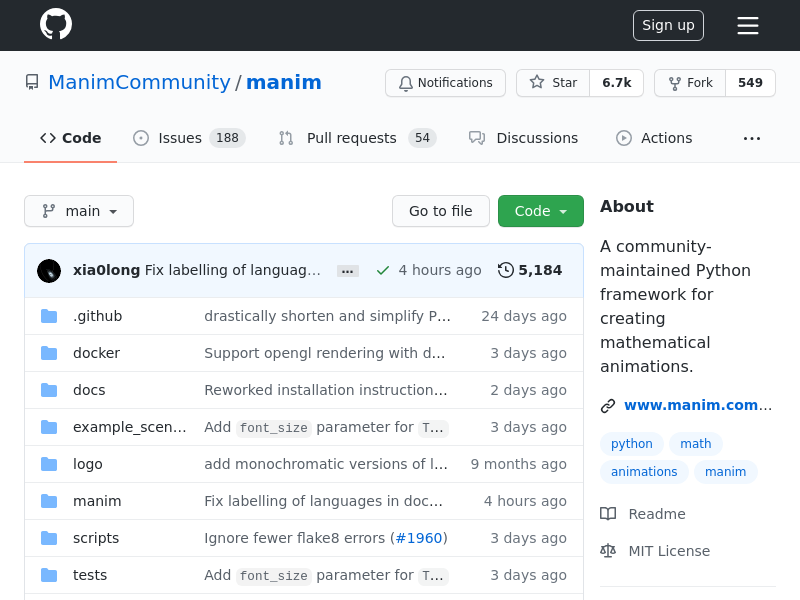 Sign up
ManimCommunity / manim
Notifications
Star 6.7k
Fork 549
Code
Issues 188
Pull requests 54
Discussions
Actions
main
Go to file
Code
xia0long Fix labelling of languag… … 4 hours ago 5,184
.github drastically shorten and simplify P… 24 days ago
docker Support opengl rendering with d… 3 days ago
docs Reworked installation instruction… 2 days ago
example_scen… Add font_size parameter for T… 3 days ago
logo add monochromatic versions of l… 9 months ago
manim Fix labelling of languages in doc… 4 hours ago
scripts Ignore fewer flake8 errors (#1960) 3 days ago
tests Add font_size parameter for T… 3 days ago
About
A community-
maintained Python
framework for
creating
mathematical
animations.
www.manim.com…
python math
animations manim
Readme
MIT License